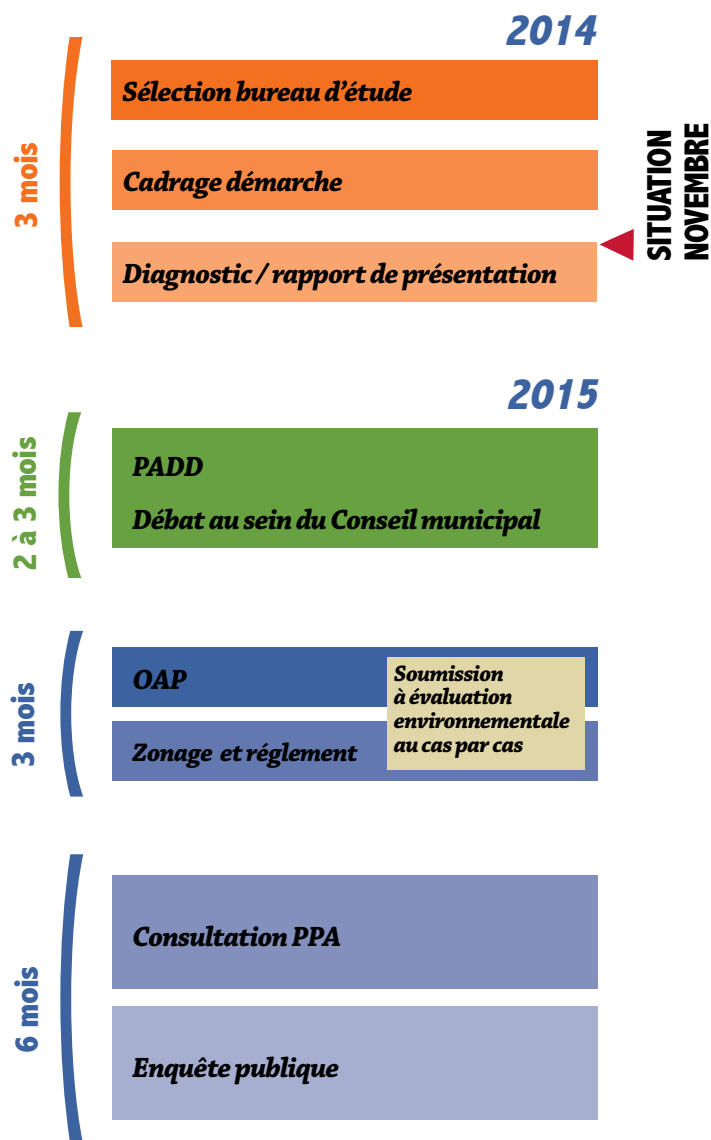 2014
3 mois
Sélection bureau d'étude
Cadrage démarche
Diagnostic / rapport de présentation
SITUATION
NOVEMBRE
2015
2 à 3 mois
PADD
Débat au sein du Conseil municipal
3 mois
OAP
Zonage et réglement
Soumission
à évaluation
environnementale
au cas par cas
6 mois
Consultation PPA
Enquête publique